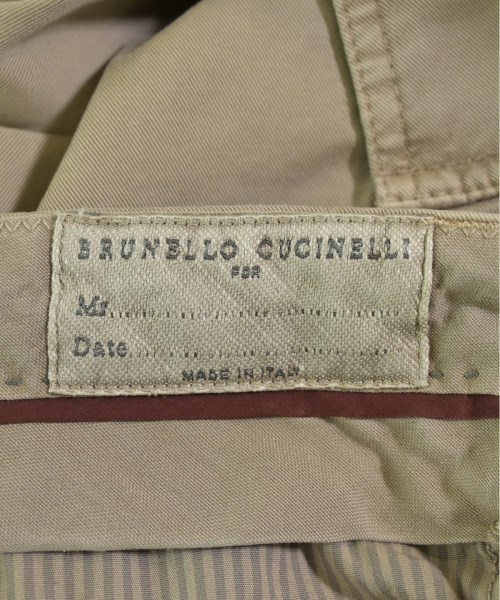 BRUNELLO CUCINELLI
FOR
Mr.....................................
Date.................................
MADE IN ITALY